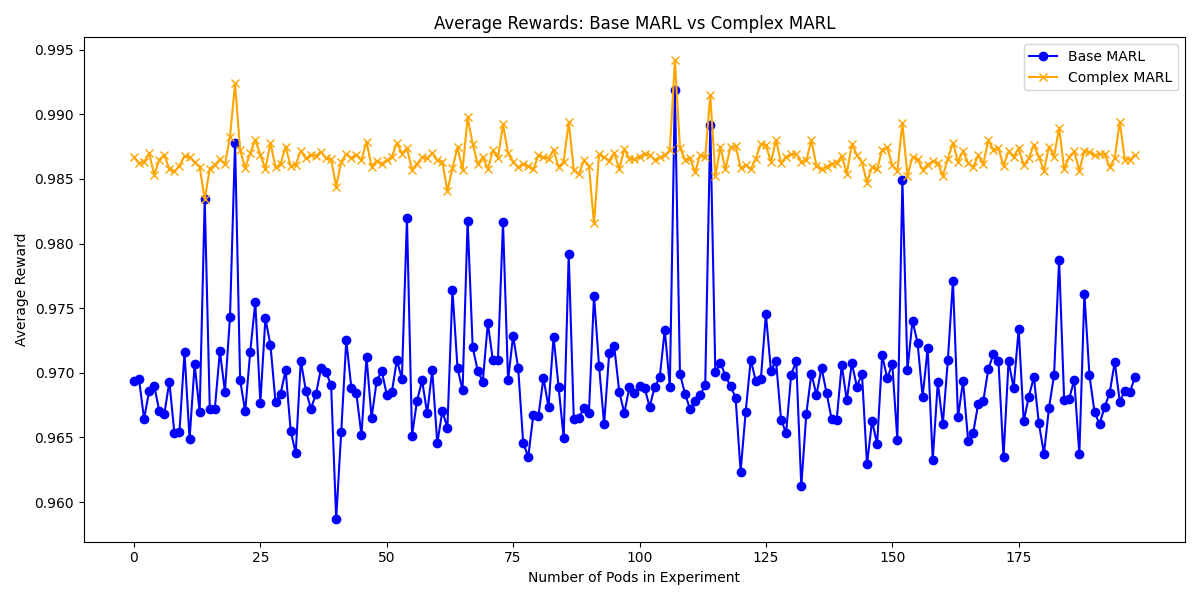 Average Rewards: Base MARL vs Complex MARL
Base MARL
Complex MARL
Average Reward
0.995
0.990
0.985
0.980
0.975
0.970
0.965
0.960
0 25 50 75 100 125 150 175
Number of Pods in Experiment